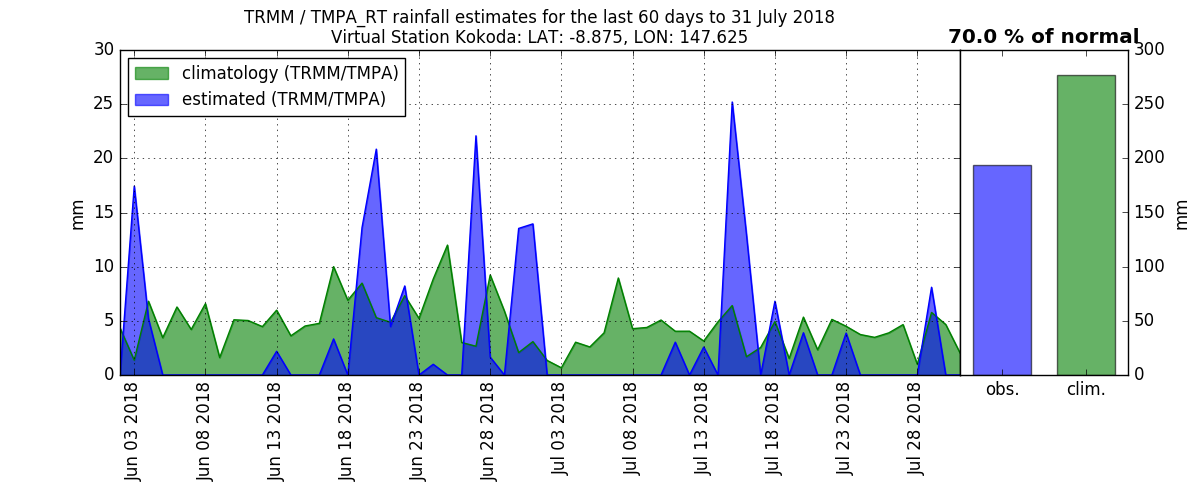 TRMM / TMPA_RT rainfall estimates for the last 60 days to 31 July 2018
Virtual Station Kokoda: LAT: -8.875, LON: 147.625
70.0 % of normal
climatology (TRMM/TMPA)
estimated (TRMM/TMPA)
mm
30
25
20
15
10
5
0
Jun 03 2018
Jun 08 2018
Jun 13 2018
Jun 18 2018
Jun 23 2018
Jun 28 2018
Jul 03 2018
Jul 08 2018
Jul 13 2018
Jul 18 2018
Jul 23 2018
Jul 28 2018
obs.
clim.
300
250
200
150
100
50
0
mm